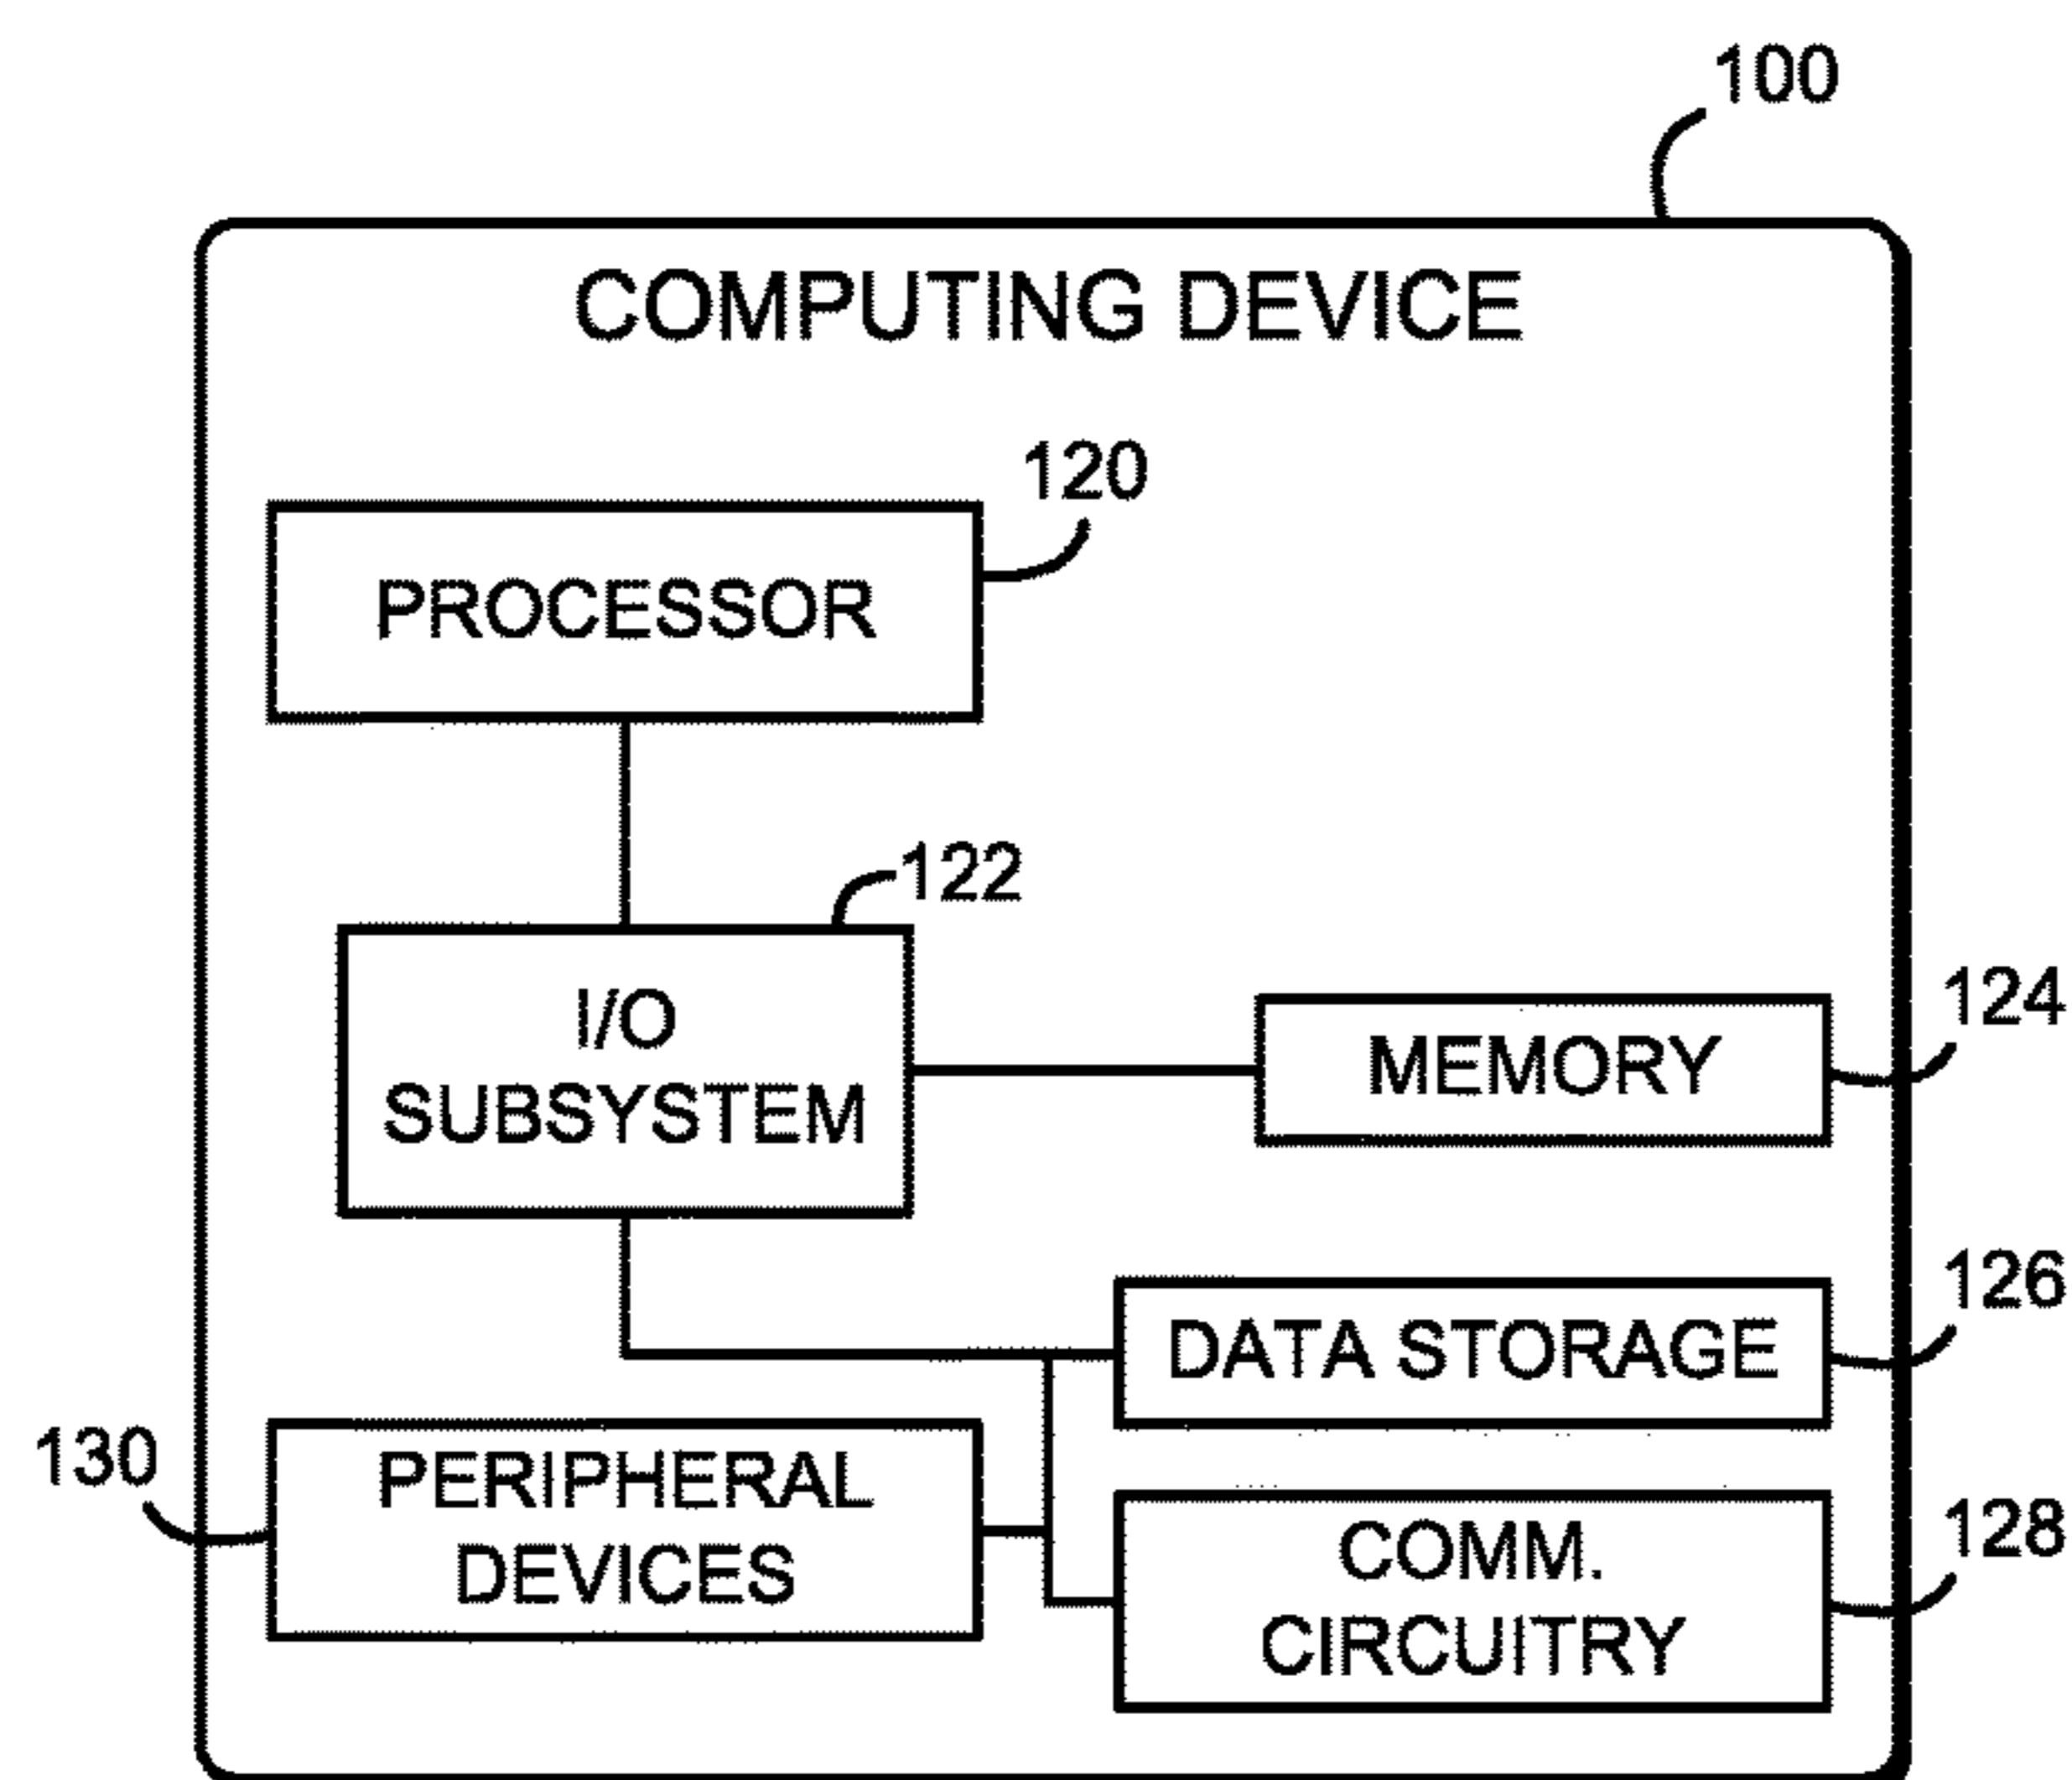 100
COMPUTING DEVICE
120
PROCESSOR
122
I/O
SUBSYSTEM
124
MEMORY
126
DATA STORAGE
130
PERIPHERAL
DEVICES
128
COMM.
CIRCUITRY